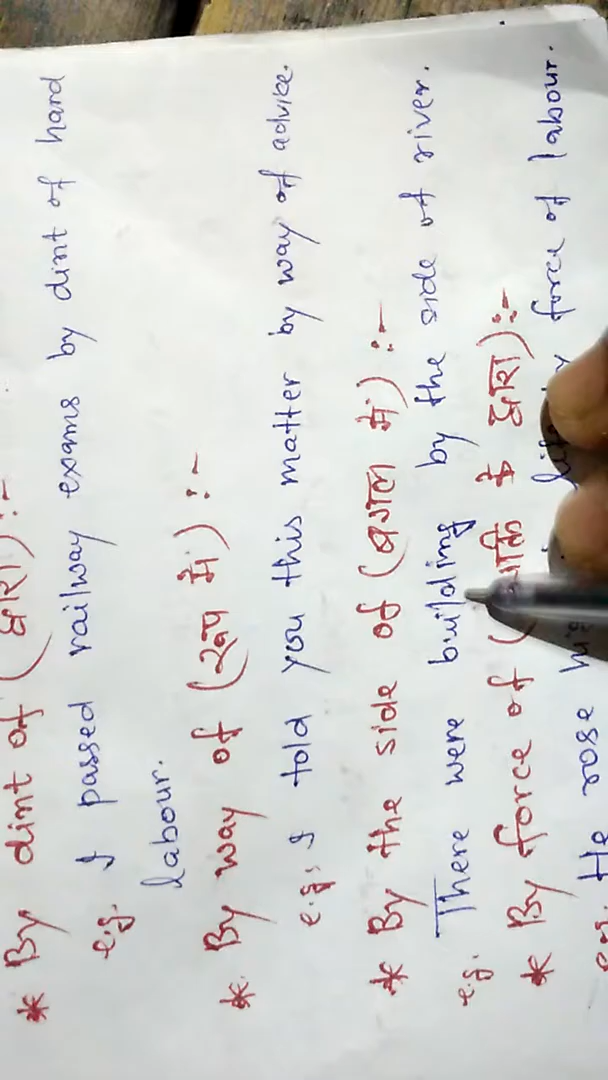 * By dint of (द्वारा) :-
e.g. I passed railway exams by dint of hard
labour.
* By way of (रूप में) :-
e.g. I told you this matter by way of advice.
* By the side of (बगल में) :-
e.g. There were building by the side of river.
* By force of ( के द्वारा) :-
e.g. He rose force of labour.